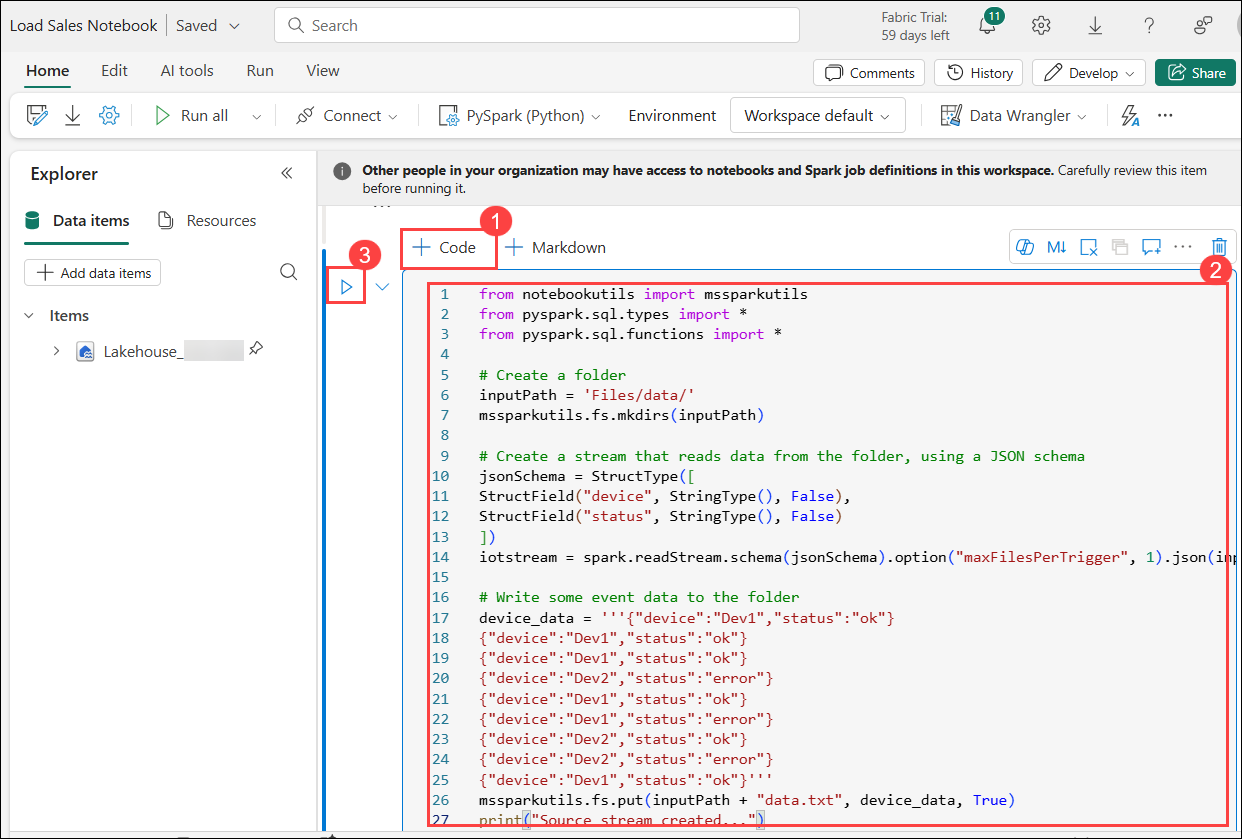 Load Sales Notebook
Saved
Search
Fabric Trial:
59 days left
11
Home
Edit
AI tools
Run
View
Comments
History
Develop
Share
Run all
Connect
PySpark (Python)
Environment
Workspace default
Data Wrangler
Explorer
Data items
Resources
Add data items
Items
Lakehouse_
Other people in your organization may have access to notebooks and Spark job definitions in this workspace. Carefully review this item
before running it.
1
+ Code
+ Markdown
M↓
2
3
1 from notebookutils import mssparkutils
2 from pyspark.sql.types import *
3 from pyspark.sql.functions import *
4
5 # Create a folder
6 inputPath = 'Files/data/'
7 mssparkutils.fs.mkdirs(inputPath)
8
9 # Create a stream that reads data from the folder, using a JSON schema
10 jsonSchema = StructType([
11 StructField("device", StringType(), False),
12 StructField("status", StringType(), False)
13 ])
14 iotstream = spark.readStream.schema(jsonSchema).option("maxFilesPerTrigger", 1).json(inp
15
16 # Write some event data to the folder
17 device_data = '''{"device":"Dev1","status":"ok"}
18 {"device":"Dev1","status":"ok"}
19 {"device":"Dev1","status":"ok"}
20 {"device":"Dev2","status":"error"}
21 {"device":"Dev1","status":"ok"}
22 {"device":"Dev1","status":"error"}
23 {"device":"Dev2","status":"ok"}
24 {"device":"Dev2","status":"error"}
25 {"device":"Dev1","status":"ok"}'''
26 mssparkutils.fs.put(inputPath + "data.txt", device_data, True)
27 print("Source stream created...")